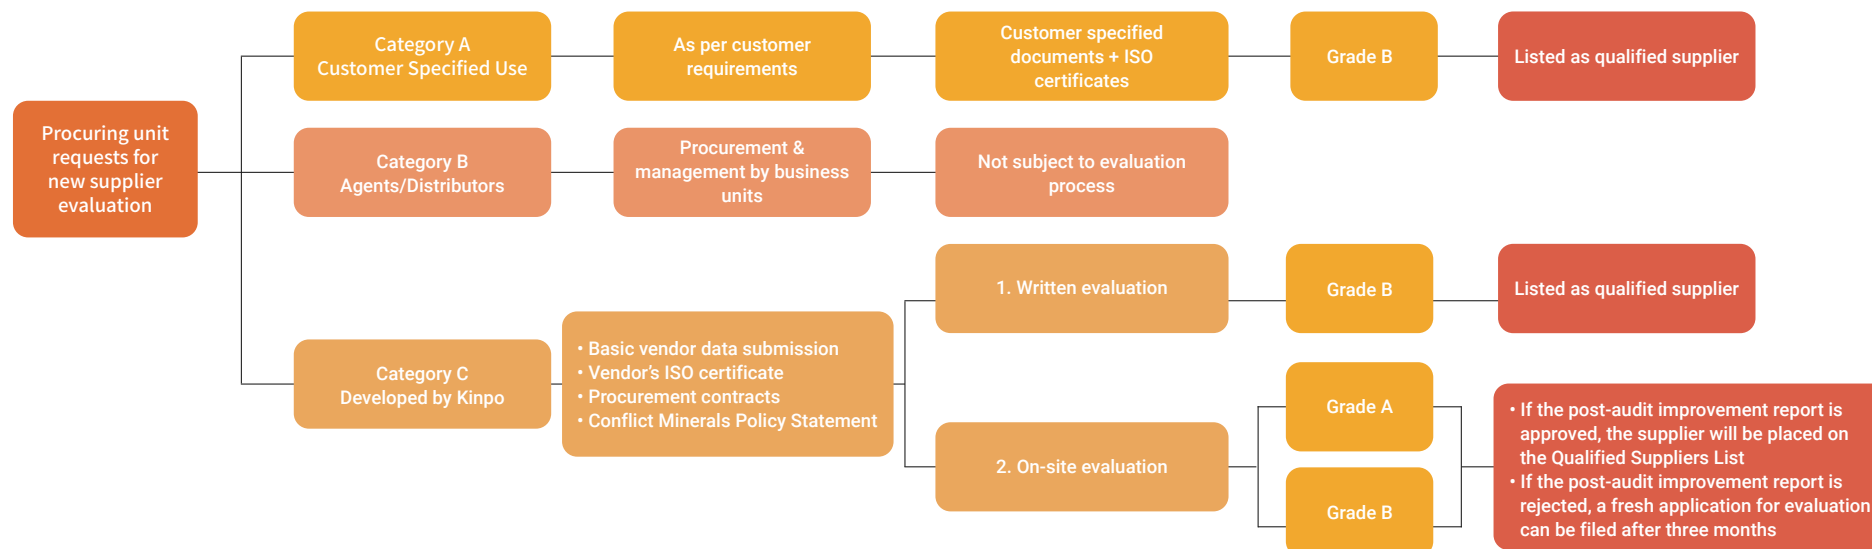 Procuring unit
requests for
new supplier
evaluation
Category A
Customer Specified Use
As per customer
requirements
Customer specified
documents + ISO
certificates
Grade B
Listed as qualified supplier
Category B
Agents/Distributors
Procurement &
management by business
units
Not subject to evaluation
process
Category C
Developed by Kinpo
• Basic vendor data submission
• Vendor's ISO certificate
• Procurement contracts
• Conflict Minerals Policy Statement
1. Written evaluation
Grade B
Listed as qualified supplier
2. On-site evaluation
Grade A
Grade B
• If the post-audit improvement report is
approved, the supplier will be placed on
the Qualified Suppliers List
• If the post-audit improvement report is
rejected, a fresh application for evaluation
can be filed after three months